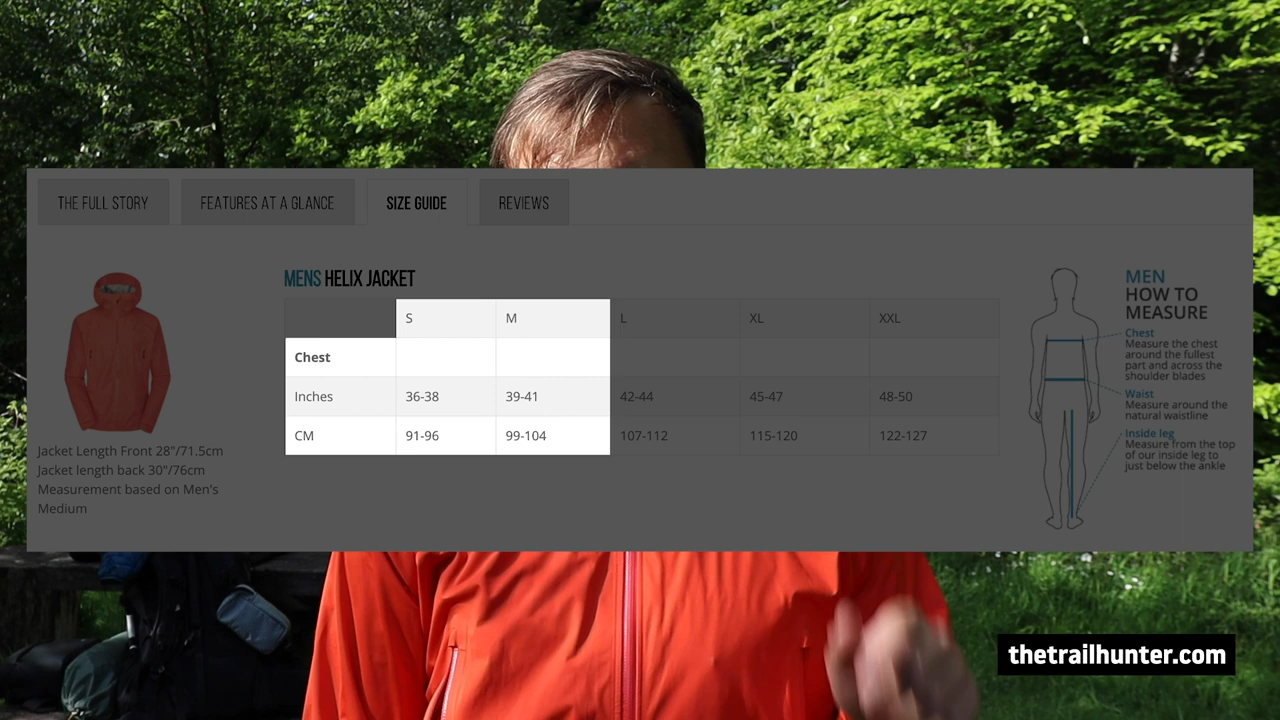 THE FULL STORY
FEATURES AT A GLANCE
SIZE GUIDE
REVIEWS
MENS HELIX JACKET
S M L XL XXL
Chest
Inches 36-38 39-41 42-44 45-47 48-50
CM 91-96 99-104 107-112 115-120 122-127
Jacket Length Front 28"/71.5cm
Jacket length back 30"/76cm
Measurement based on Men's
Medium
MEN
HOW TO
MEASURE
Chest
Measure the chest
around the fullest
part and across the
shoulder blades
Waist
Measure around the
natural waistline
Inside leg
Measure from the top
of our inside leg to
just below the ankle
thetrailhunter.com